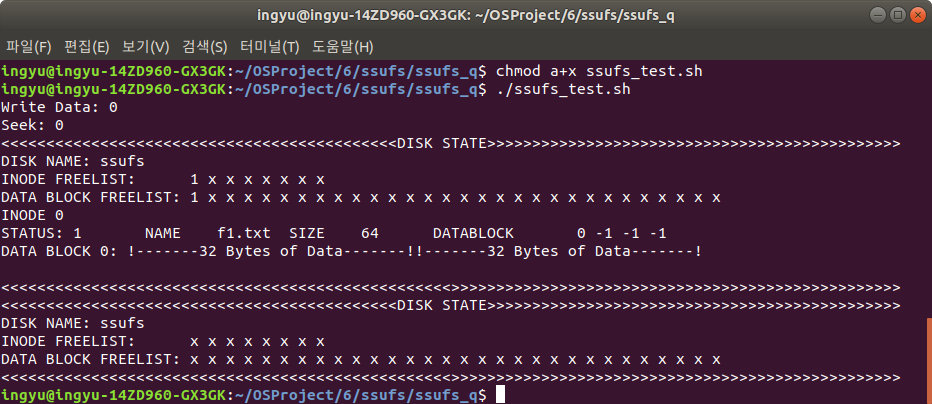 ingyu@ingyu-14ZD960-GX3GK: ~/OSProject/6/ssufs/ssufs_q
파일(F) 편집(E) 보기(V) 검색(S) 터미널(T) 도움말(H)
ingyu@ingyu-14ZD960-GX3GK:~/OSProject/6/ssufs/ssufs_q$ chmod a+x ssufs_test.sh
ingyu@ingyu-14ZD960-GX3GK:~/OSProject/6/ssufs/ssufs_q$ ./ssufs_test.sh
Write Data: 0
Seek: 0
<<<<<<<<<<<<<<<<<<<<<<<<<<<<<<<<<<<<<<<<<<<<DISK STATE>>>>>>>>>>>>>>>>>>>>>>>>>>>>>>>>>>>>>>>>>>>>>>
DISK NAME: ssufs
INODE FREELIST:      1 x x x x x x x
DATA BLOCK FREELIST: 1 x x x x x x x x x x x x x x x x x x x x x x x x x x x x x
INODE 0
STATUS: 1       NAME    f1.txt  SIZE    64      DATABLOCK       0 -1 -1 -1
DATA BLOCK 0: !-------32 Bytes of Data-------!!-------32 Bytes of Data-------!
<<<<<<<<<<<<<<<<<<<<<<<<<<<<<<<<<<<<<<<<<<<<<<<<<<>>>>>>>>>>>>>>>>>>>>>>>>>>>>>>>>>>>>>>>>>>>>>>>>>>
<<<<<<<<<<<<<<<<<<<<<<<<<<<<<<<<<<<<<<<<<<<<DISK STATE>>>>>>>>>>>>>>>>>>>>>>>>>>>>>>>>>>>>>>>>>>>>>>
DISK NAME: ssufs
INODE FREELIST:      x x x x x x x x
DATA BLOCK FREELIST: x x x x x x x x x x x x x x x x x x x x x x x x x x x x x x
<<<<<<<<<<<<<<<<<<<<<<<<<<<<<<<<<<<<<<<<<<<<<<<<<<>>>>>>>>>>>>>>>>>>>>>>>>>>>>>>>>>>>>>>>>>>>>>>>>>>
ingyu@ingyu-14ZD960-GX3GK:~/OSProject/6/ssufs/ssufs_q$